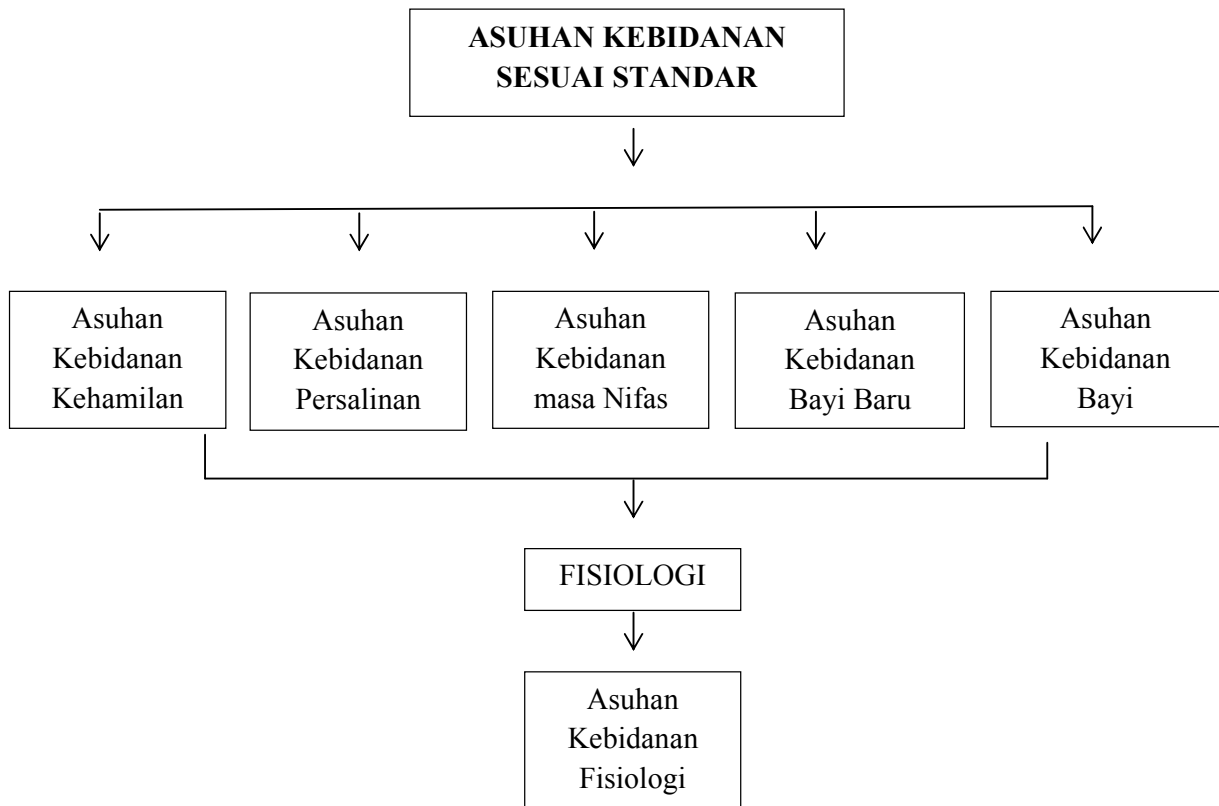 ASUHAN KEBIDANAN
SESUAI STANDAR
Asuhan
Kebidanan
Kehamilan
Asuhan
Kebidanan
Persalinan
Asuhan
Kebidanan
masa Nifas
Asuhan
Kebidanan
Bayi Baru
Asuhan
Kebidanan
Bayi
FISIOLOGI
Asuhan
Kebidanan
Fisiologi